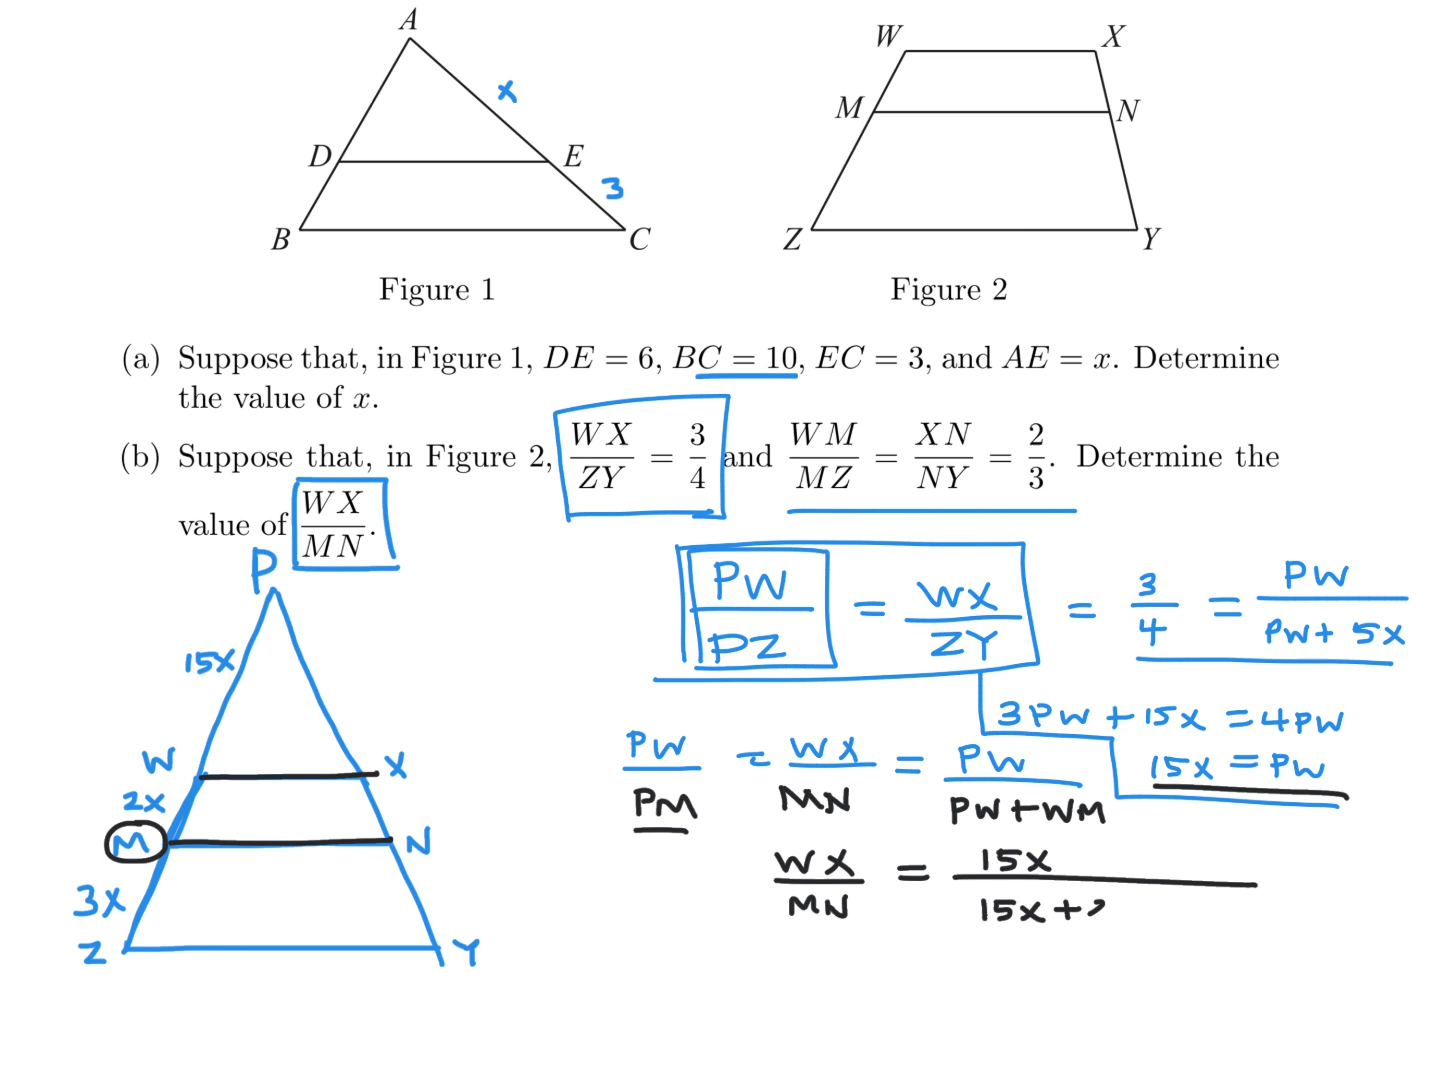 A
x
D E
3
B C
Figure 1
W X
M N
Z Y
Figure 2
(a) Suppose that, in Figure 1, DE = 6, BC = 10, EC = 3, and AE = x. Determine
the value of x.
(b) Suppose that, in Figure 2, WX/ZY = 3/4 and WM/MZ = XN/NY = 2/3. Determine the
value of WX/MN.
P
15x
W X
2x
M N
3x
Z Y
PW/PZ = WX/ZY = 3/4 = PW/PW + 5x
3PW + 15x = 4PW
15x = PW
PW/PM = WX/MN = PW/PW + WM
WX/MN = 15x/15x +